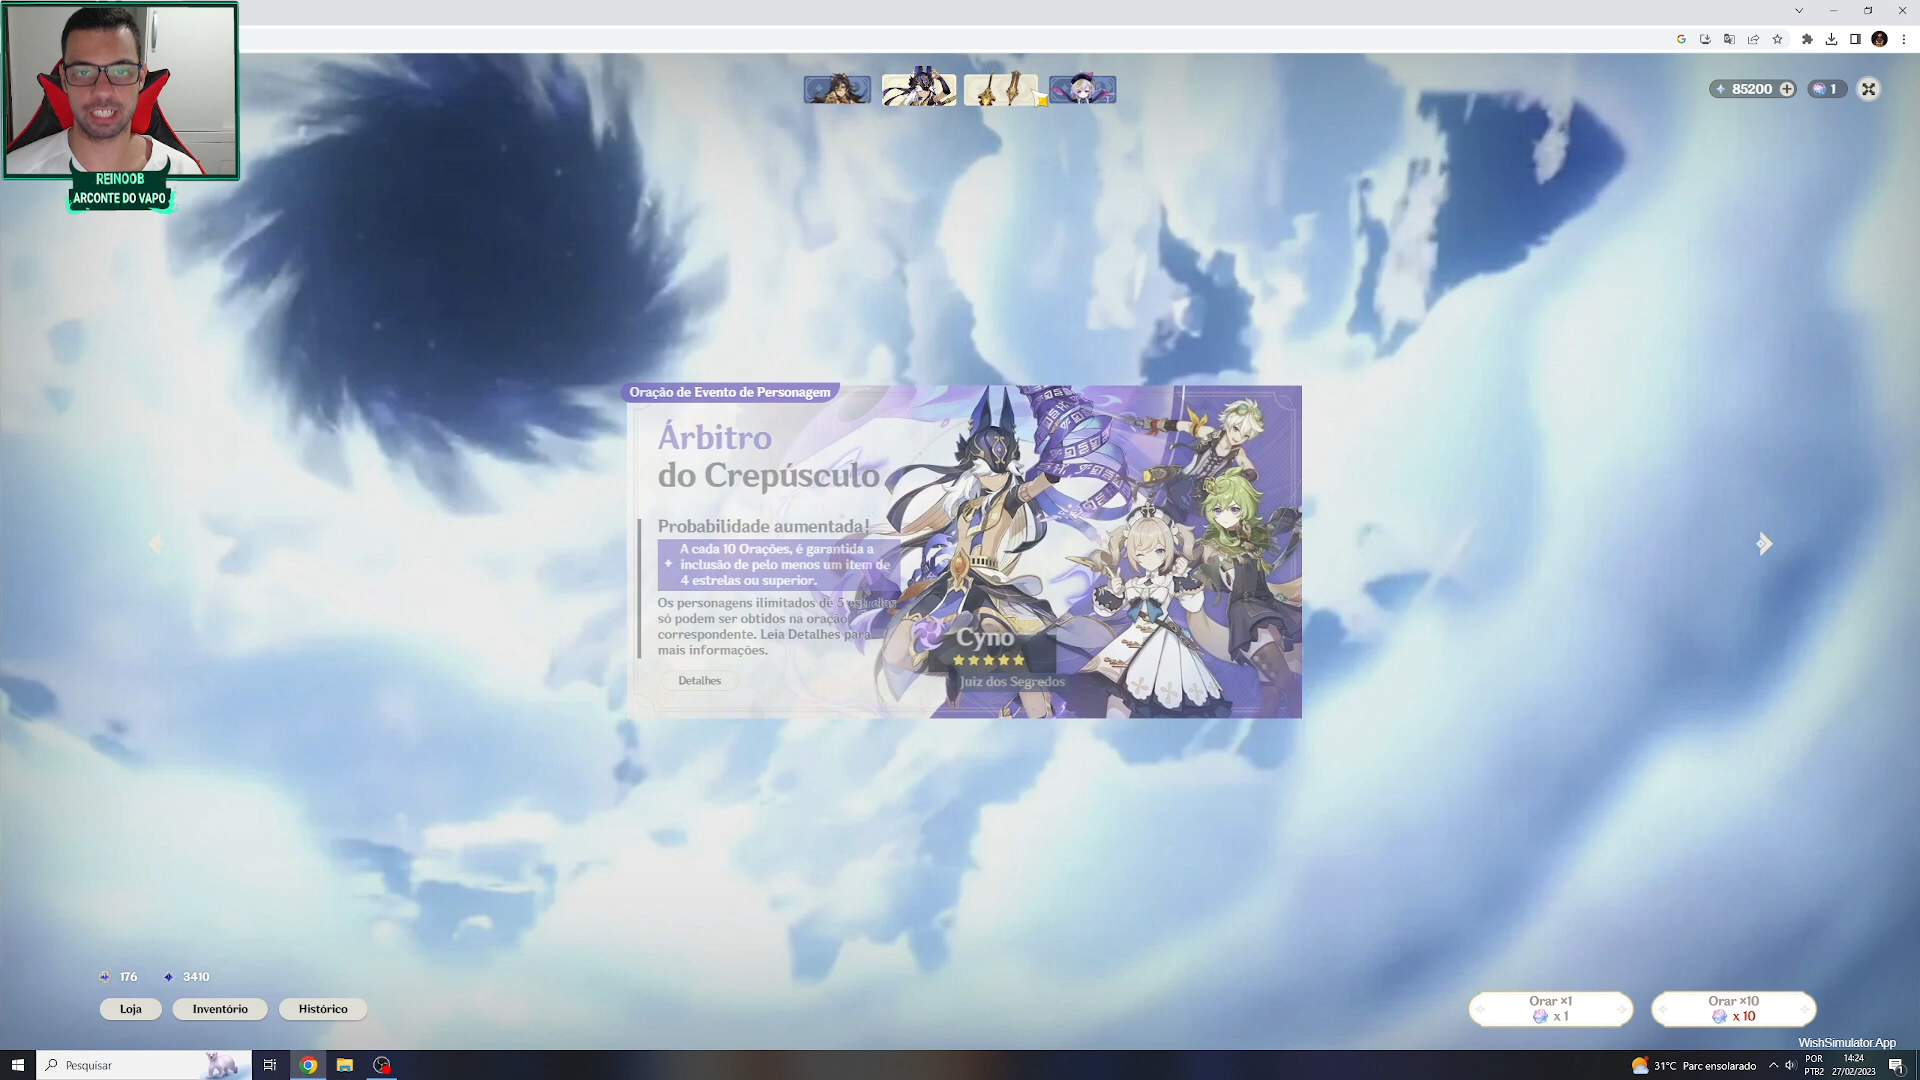 REINOOB
ARCONTE DO VAPO
85200
1
Oração de Evento de Personagem
Árbitro
do Crepúsculo
Probabilidade aumentada!
A cada 10 Orações, é garantida a
inclusão de pelo menos um item de
4 estrelas ou superior.
Os personagens ilimitados de 5 estrelas
só podem ser obtidos na oração
correspondente. Leia Detalhes para
mais informações.
Detalhes
Cyno
Juiz dos Segredos
176
3410
Loja
Inventório
Histórico
Orar ×1
x 1
Orar ×10
x 10
WishSimulator.App
Pesquisar
31°C Parc ensolarado
POR
PTB2
14:24
27/02/2023
1